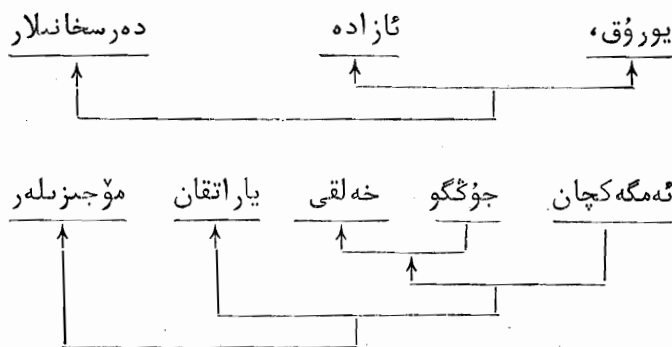 يورۇق، ئازادە دەرسخانىلار
ئەمگەكچان جۇڭگو خەلقى ياراتقان مۆجىزىلەر